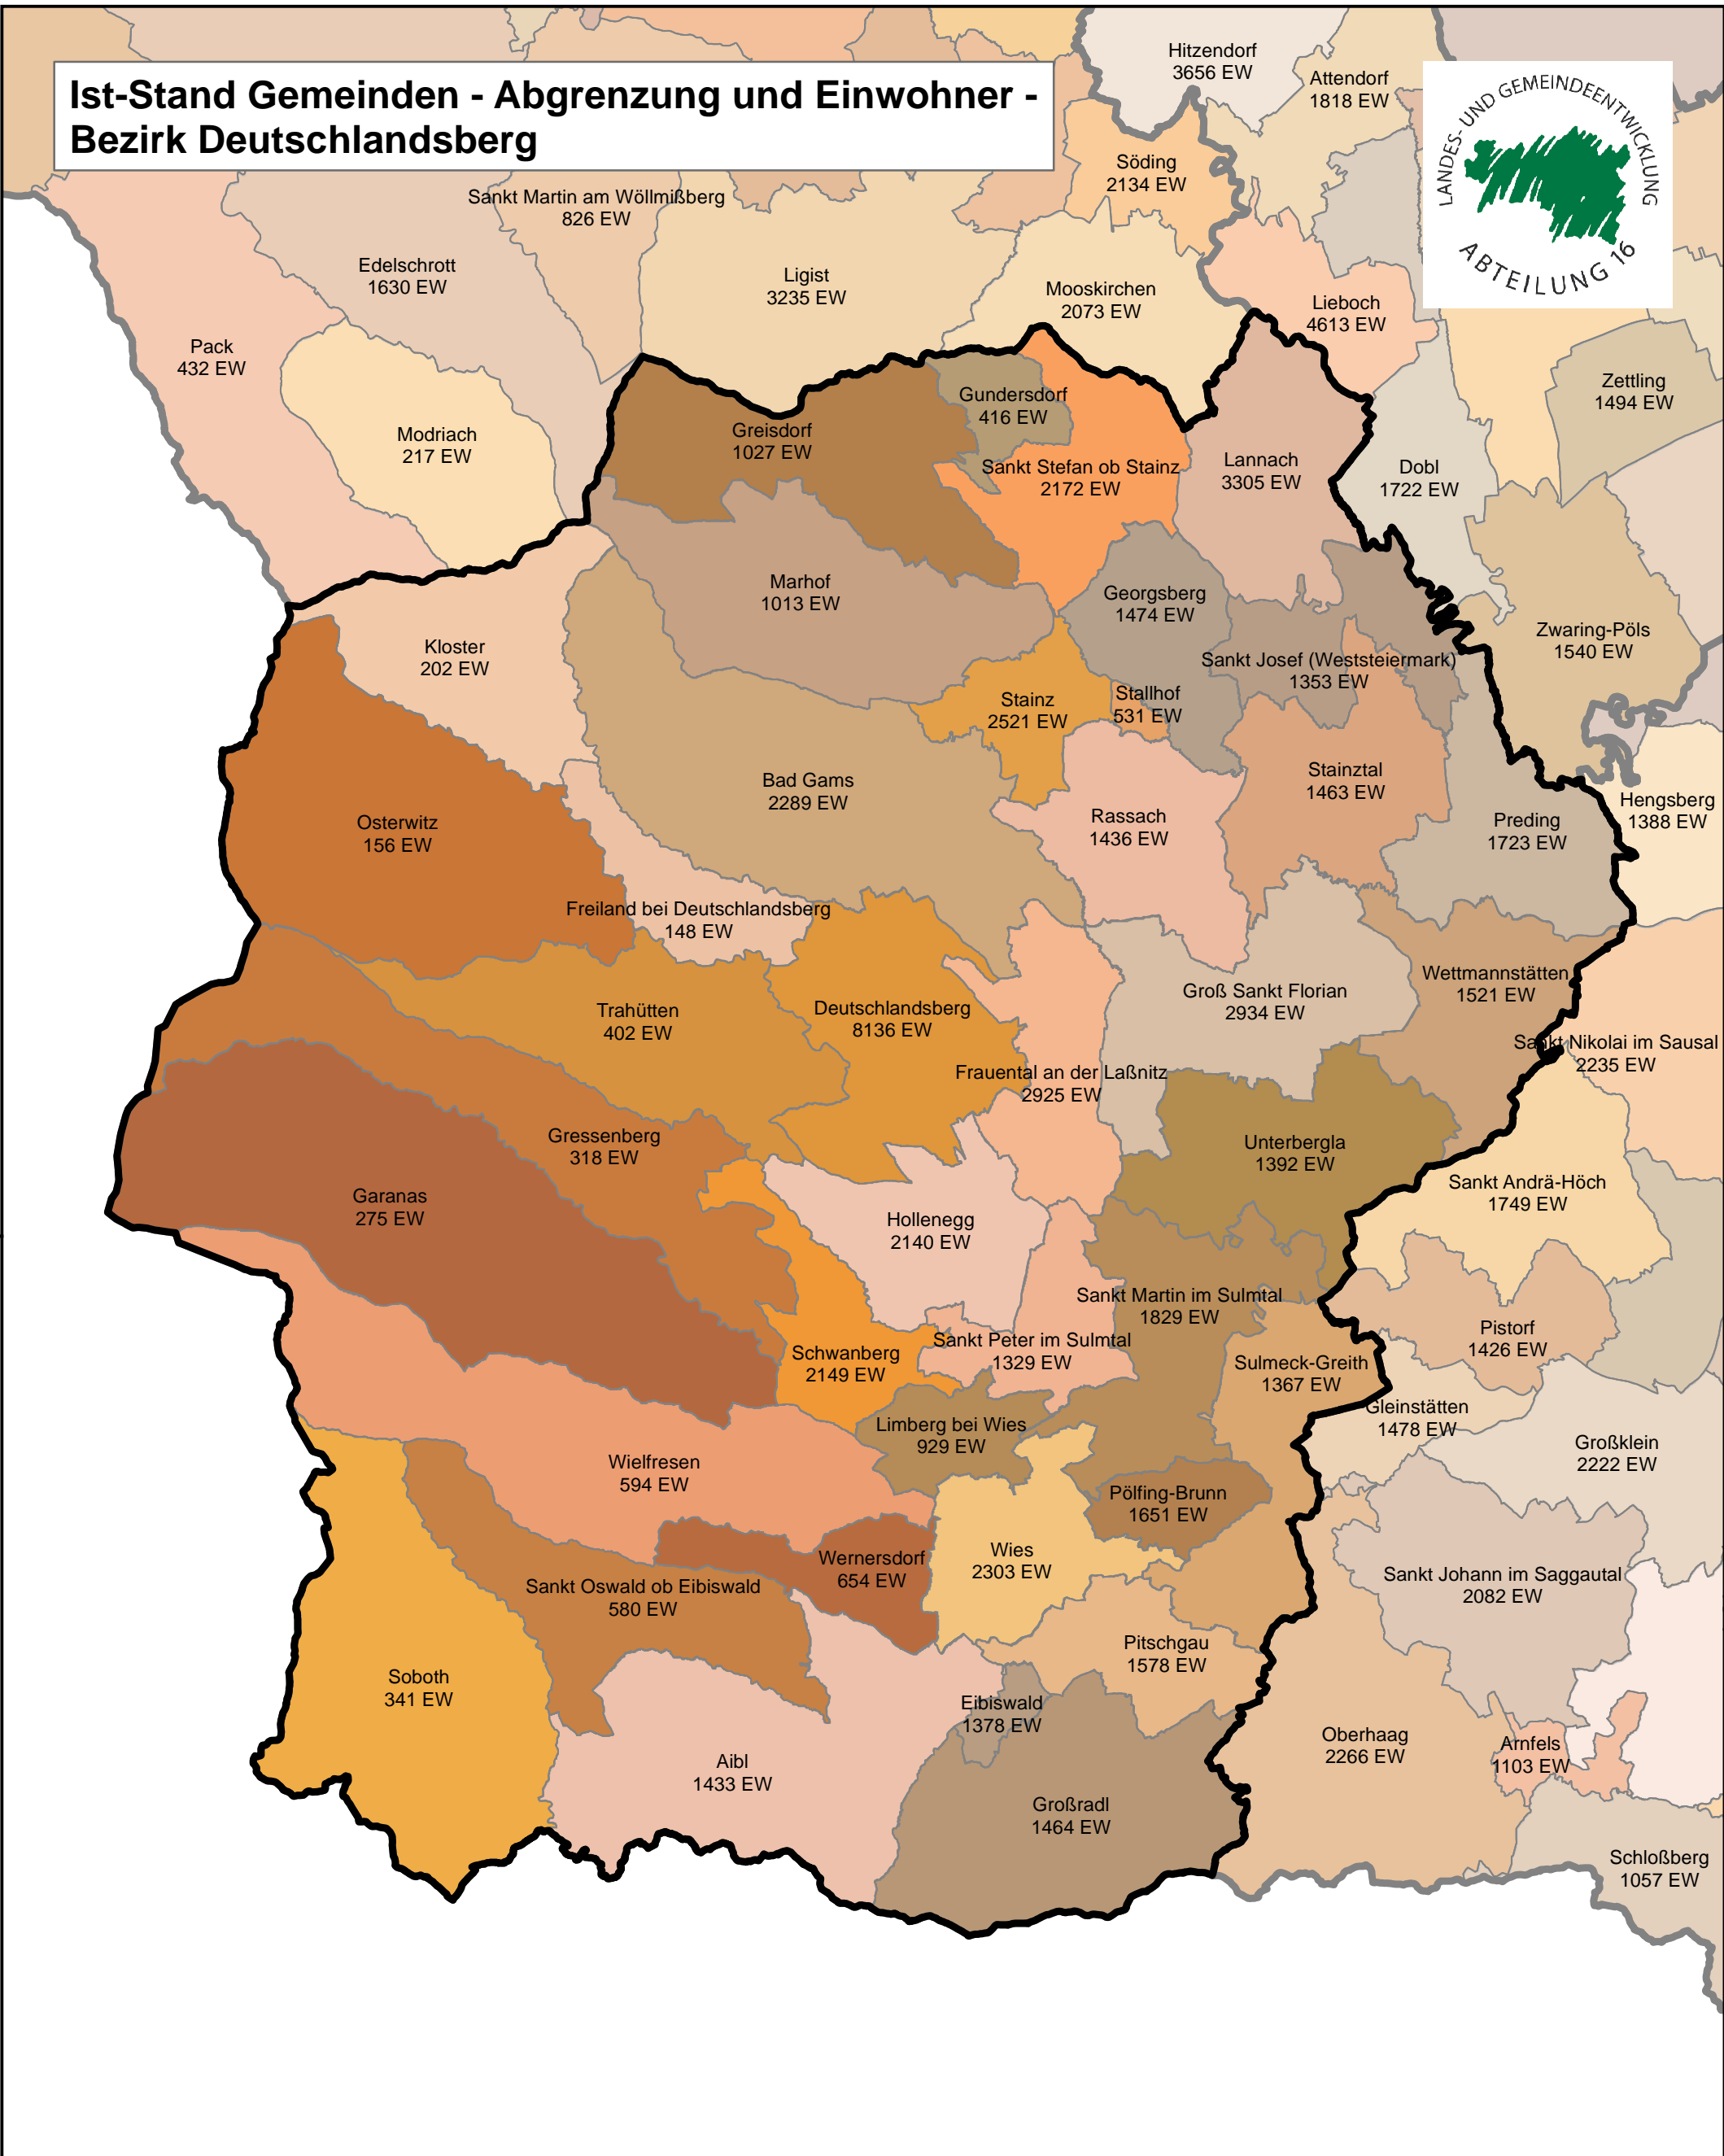 Ist-Stand Gemeinden - Abgrenzung und Einwohner -
Bezirk Deutschlandsberg
LANDES- UND GEMEINDEENTWICKLUNG
ABTEILUNG 16
Hitzendorf
3656 EW
Attendorf
1818 EW
Söding
2134 EW
Sankt Martin am Wöllmißberg
826 EW
Edelschrott
1630 EW
Ligist
3235 EW
Mooskirchen
2073 EW
Lieboch
4613 EW
Pack
432 EW
Zettling
1494 EW
Modriach
217 EW
Greisdorf
1027 EW
Gundersdorf
416 EW
Sankt Stefan ob Stainz
2172 EW
Lannach
3305 EW
Dobl
1722 EW
Marhof
1013 EW
Georgsberg
1474 EW
Kloster
202 EW
Sankt Josef (Weststeiermark)
1353 EW
Zwaring-Pöls
1540 EW
Stainz
2521 EW
Stallhof
531 EW
Bad Gams
2289 EW
Stainztal
1463 EW
Osterwitz
156 EW
Rassach
1436 EW
Preding
1723 EW
Hengsberg
1388 EW
Freiland bei Deutschlandsberg
148 EW
Trahütten
402 EW
Deutschlandsberg
8136 EW
Groß Sankt Florian
2934 EW
Wettmannstätten
1521 EW
Sankt Nikolai im Sausal
2235 EW
Frauental an der Laßnitz
2925 EW
Gressenberg
318 EW
Unterbergla
1392 EW
Garanas
275 EW
Sankt Andrä-Höch
1749 EW
Hollenegg
2140 EW
Sankt Martin im Sulmtal
1829 EW
Pistorf
1426 EW
Schwanberg
2149 EW
Sankt Peter im Sulmtal
1329 EW
Sulmeck-Greith
1367 EW
Gleinstätten
1478 EW
Limberg bei Wies
929 EW
Großklein
2222 EW
Wielfresen
594 EW
Pölfing-Brunn
1651 EW
Wernersdorf
654 EW
Wies
2303 EW
Sankt Oswald ob Eibiswald
580 EW
Sankt Johann im Saggautal
2082 EW
Pitschgau
1578 EW
Soboth
341 EW
Eibiswald
1378 EW
Oberhaag
2266 EW
Arnfels
1103 EW
Aibl
1433 EW
Großradl
1464 EW
Schloßberg
1057 EW